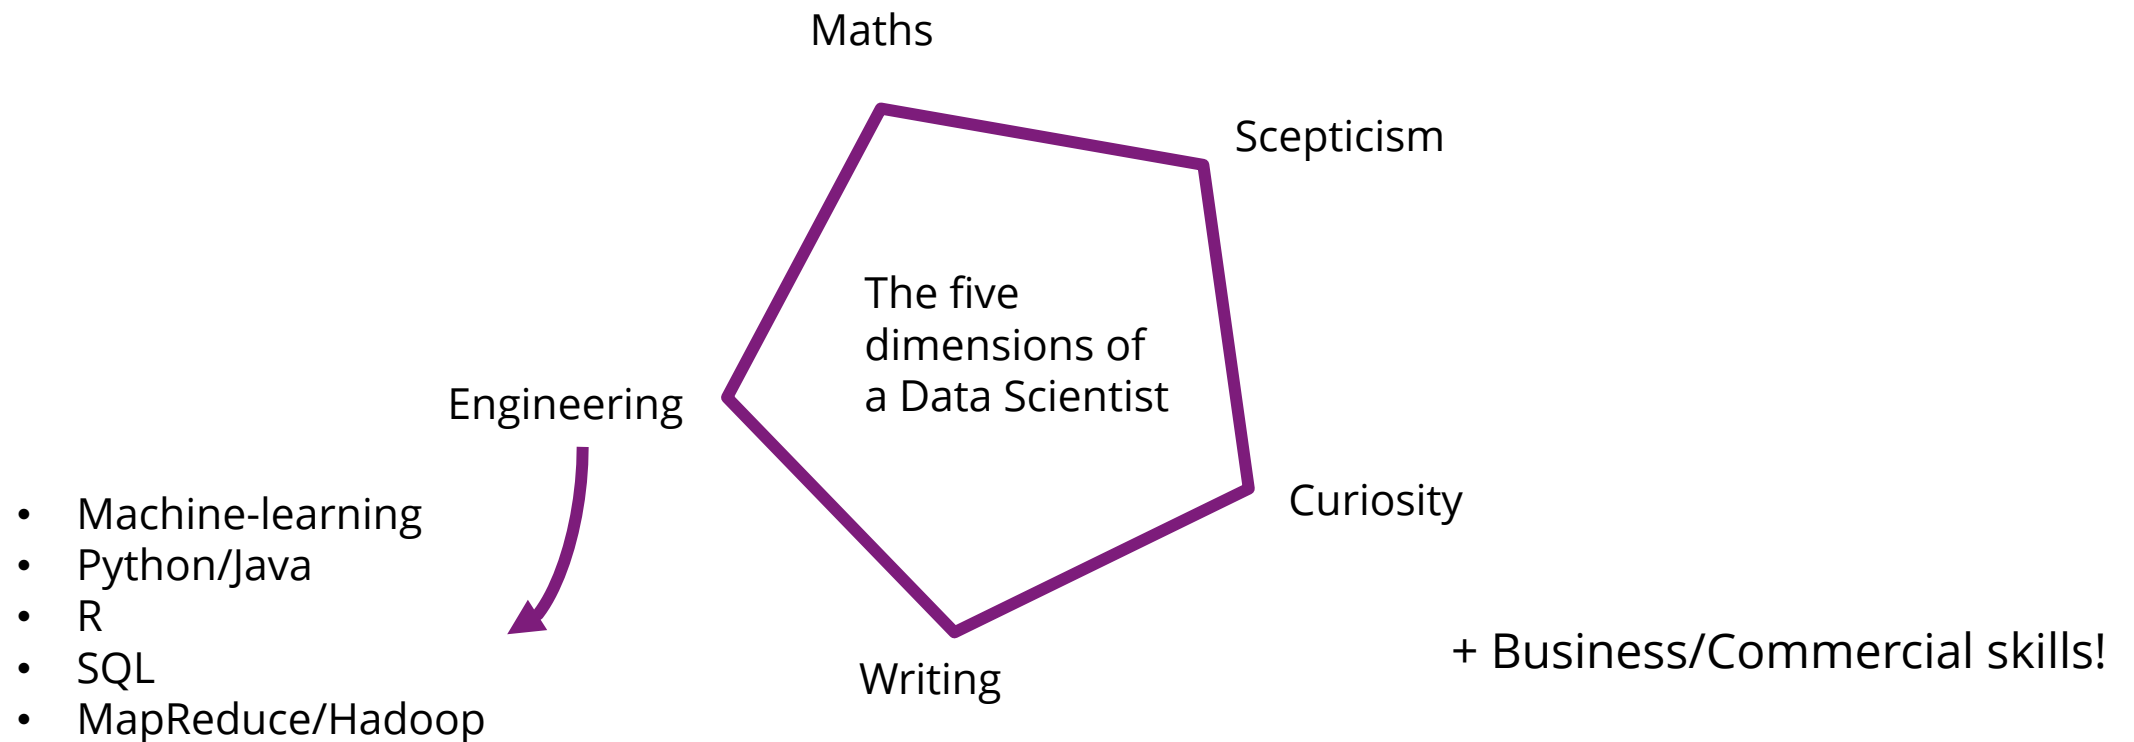 Maths
Scepticism
The five
dimensions of
a Data Scientist
Engineering
Curiosity
• Machine-learning
• Python/Java
• R
• SQL
• MapReduce/Hadoop
Writing
+ Business/Commercial skills!